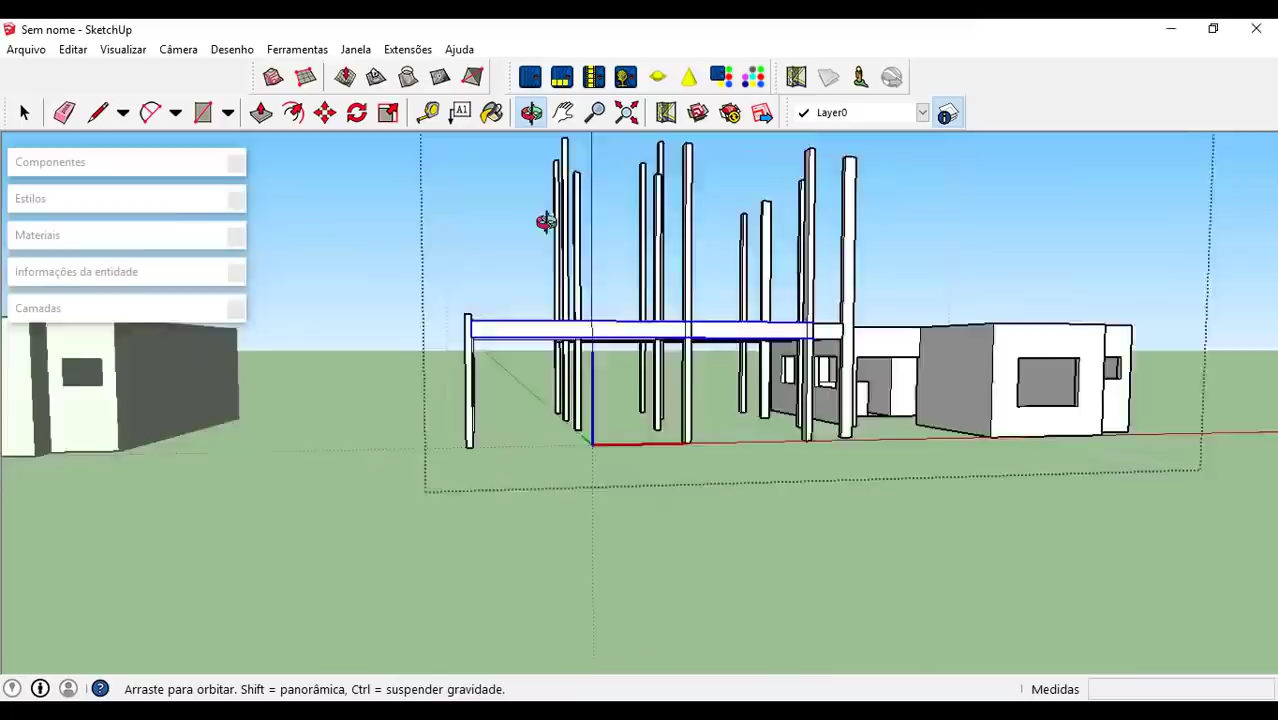 Sem nome - SketchUp
Arquivo Editar Visualizar Câmera Desenho Ferramentas Janela Extensões Ajuda
A1
Layer0
Componentes
Estilos
Materiais
Informações da entidade
Camadas
Arraste para orbitar. Shift = panorâmica, Ctrl = suspender gravidade.
Medidas